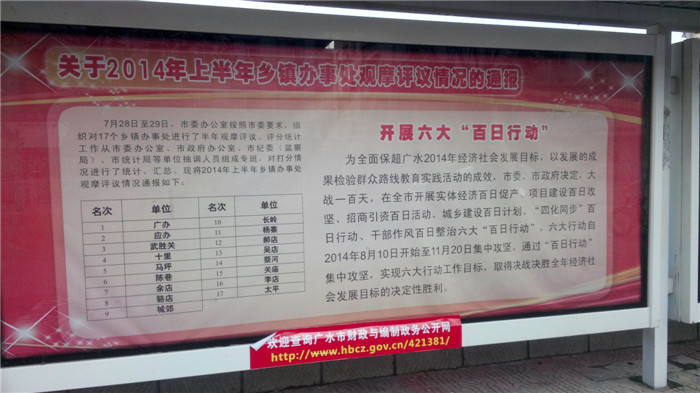 关于2014年上半年乡镇办事处观摩评议情况的通报
7月28日至29日，市委办公室按照市委要求，组
织对17个乡镇办事处进行了半年观摩评议，评分统计
工作从市委办公室、市政府办公室、市纪委（监察
局）、市统计局等单位抽调人员组成专班，对打分情
况进行了统计、汇总，现将2014年上半年乡镇办事处
观摩评议情况通报如下：
名次 单位 名次 单位
1 广办 10 长岭
2 应办 11 杨寨
3 武胜关 12 郝店
4 十里 13 吴店
5 马坪 14 蔡河
6 陈巷 15 关庙
7 余店 16 李店
8 骆店 17 太平
9 城郊
开展六大“百日行动”
为全面保超广水2014年经济社会发展目标，以发展的成
果检验群众路线教育实践活动的成效，市委、市政府决定，大
战一百天，在全市开展实体经济百日促产、项目建设百日攻
坚、招商引资百日活动、城乡建设百日计划、“四化同步”百
日行动、干部作风百日整治六大“百日行动”。六大行动自
2014年8月10日开始至11月20日集中攻坚，通过“百日行动”
集中攻坚，实现六大行动工作目标，取得决战决胜全年经济社
会发展目标的决定性胜利。
欢迎查询广水市财政与编制政务公开网
http://www.hbcz.gov.cn/421381/